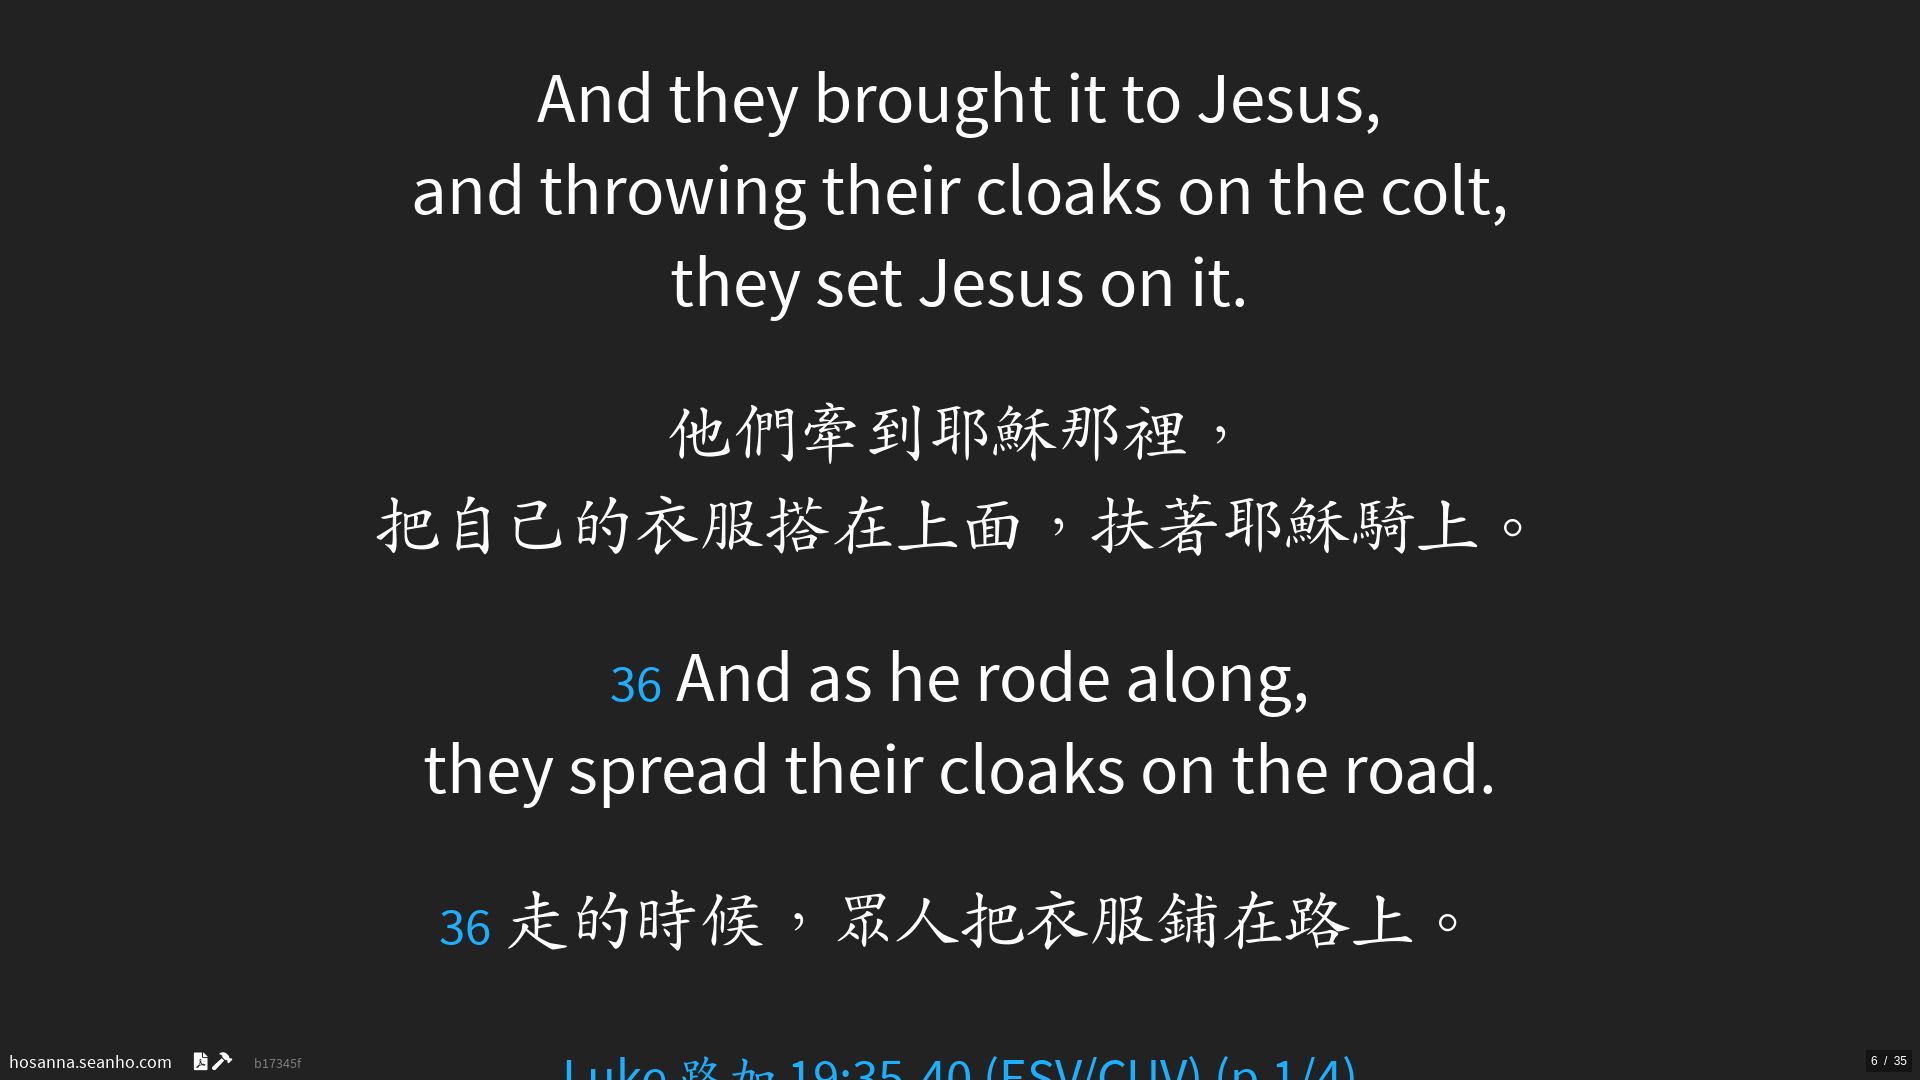 And they brought it to Jesus,
and throwing their cloaks on the colt,
they set Jesus on it.
他們牽到耶穌那裡，
把自己的衣服搭在上面，扶著耶穌騎上。
36 And as he rode along,
they spread their cloaks on the road.
36 走的時候，眾人把衣服鋪在路上。
Luke 路加 19:35-40 (ESV/CUV) (p.1/4)
hosanna.seanho.com b17345f 6 / 35